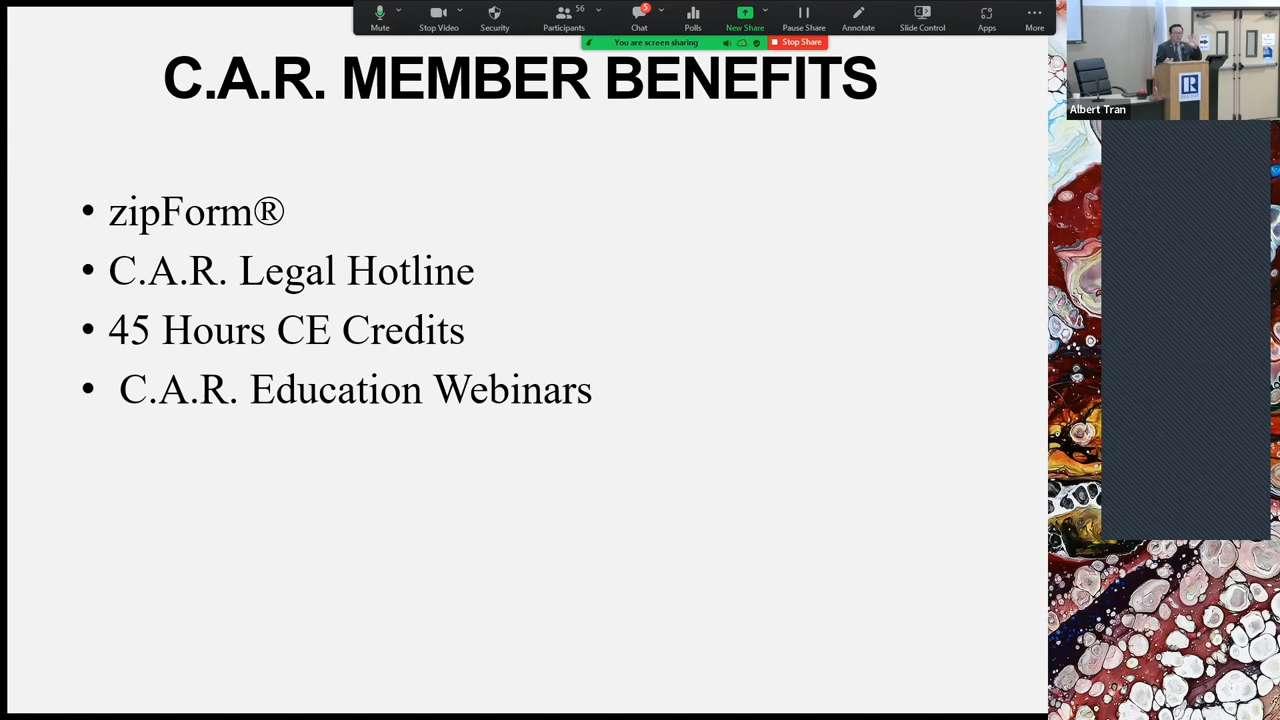 Mute
Stop Video
Security
56
Participants
5
Chat
Polls
New Share
Pause Share
Annotate
Slide Control
Apps
More
You are screen sharing
Stop Share
C.A.R. MEMBER BENEFITS
• zipForm®
• C.A.R. Legal Hotline
• 45 Hours CE Credits
• C.A.R. Education Webinars
Albert Tran
R